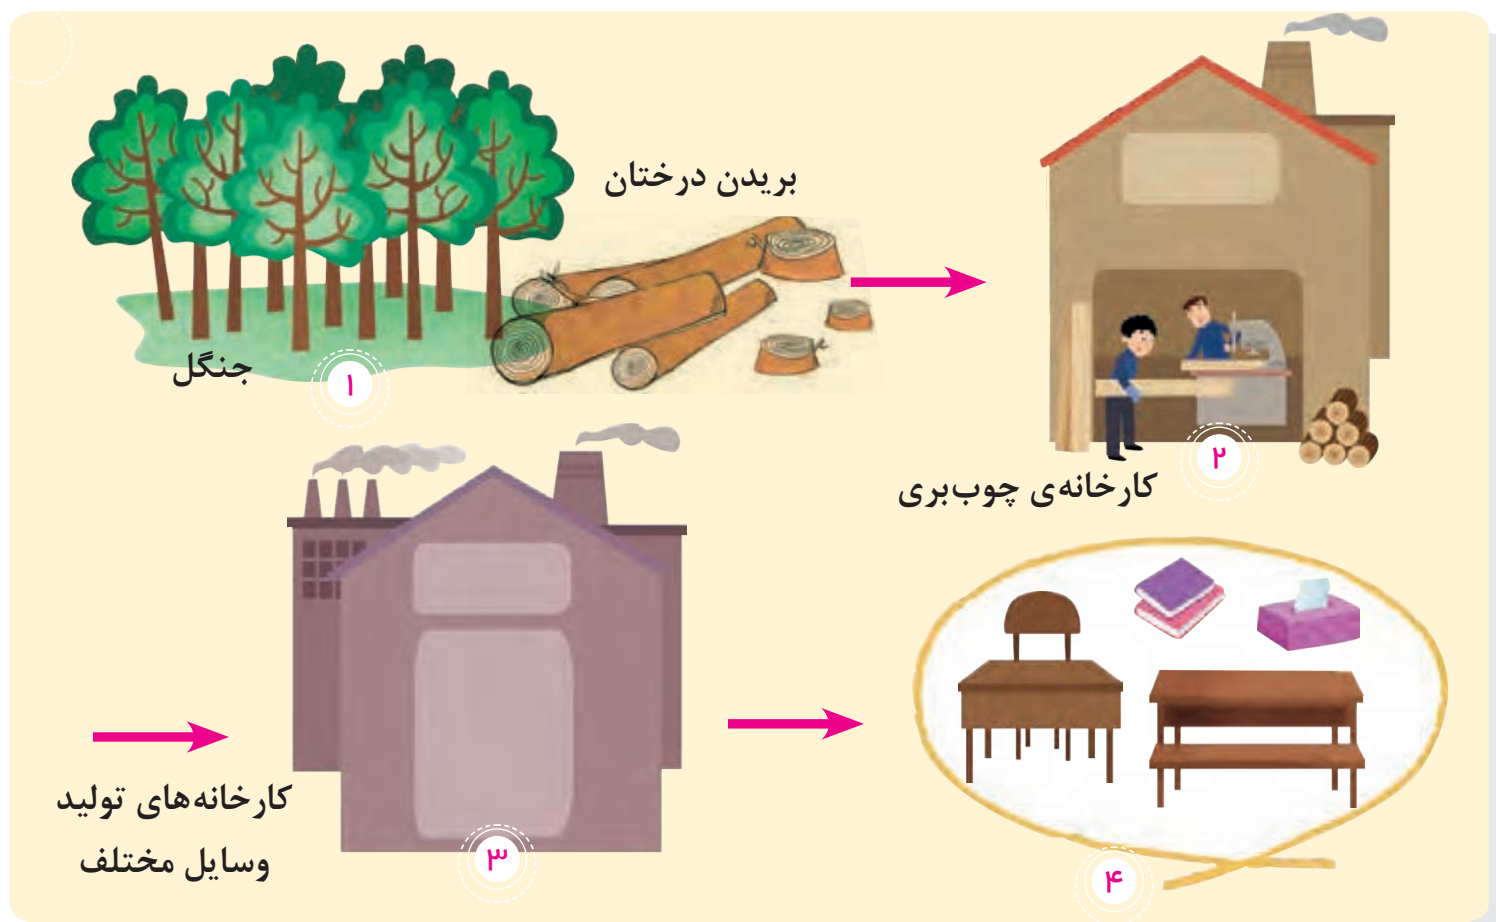 بریدن درختان
جنگل
۱
۲
کارخانه‌ی چوب‌بری
کارخانه‌های تولید
وسایل مختلف
۳
۴